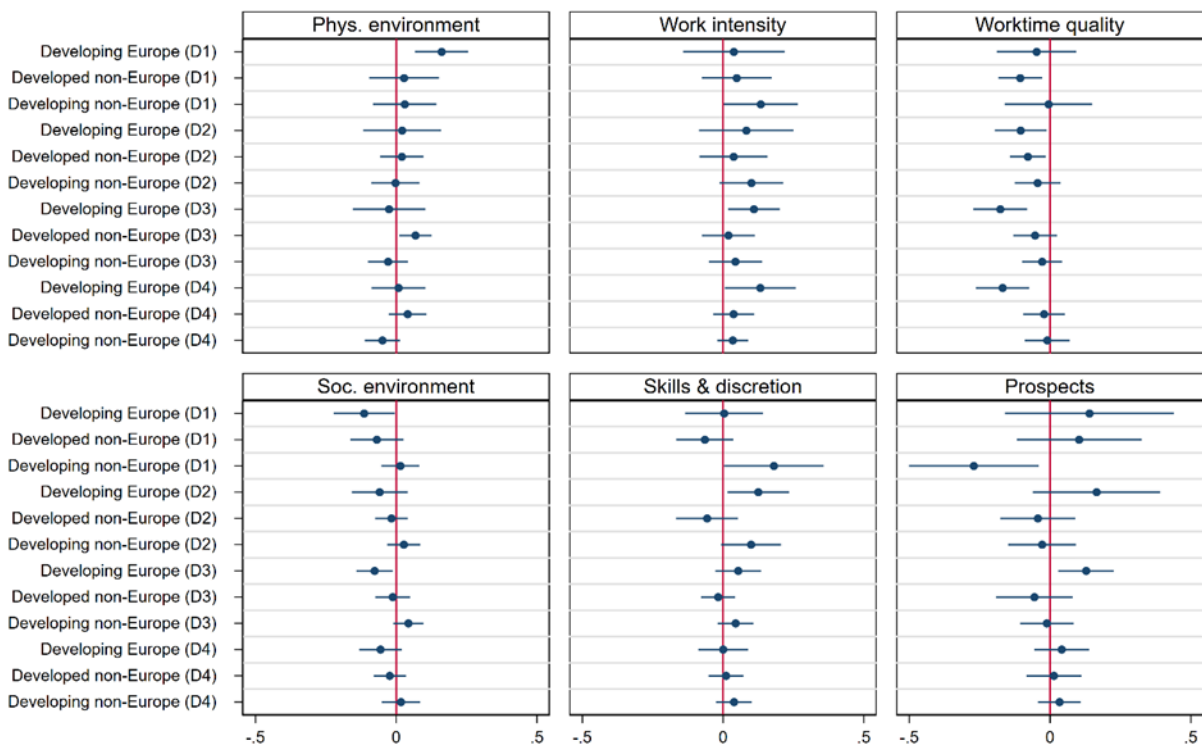 Phys. environment
Work intensity
Worktime quality
Developing Europe (D1)
Developed non-Europe (D1)
Developing non-Europe (D1)
Developing Europe (D2)
Developed non-Europe (D2)
Developing non-Europe (D2)
Developing Europe (D3)
Developed non-Europe (D3)
Developing non-Europe (D3)
Developing Europe (D4)
Developed non-Europe (D4)
Developing non-Europe (D4)
Soc. environment
Skills & discretion
Prospects
Developing Europe (D1)
Developed non-Europe (D1)
Developing non-Europe (D1)
Developing Europe (D2)
Developed non-Europe (D2)
Developing non-Europe (D2)
Developing Europe (D3)
Developed non-Europe (D3)
Developing non-Europe (D3)
Developing Europe (D4)
Developed non-Europe (D4)
Developing non-Europe (D4)
-.5 0 .5
-.5 0 .5
-.5 0 .5